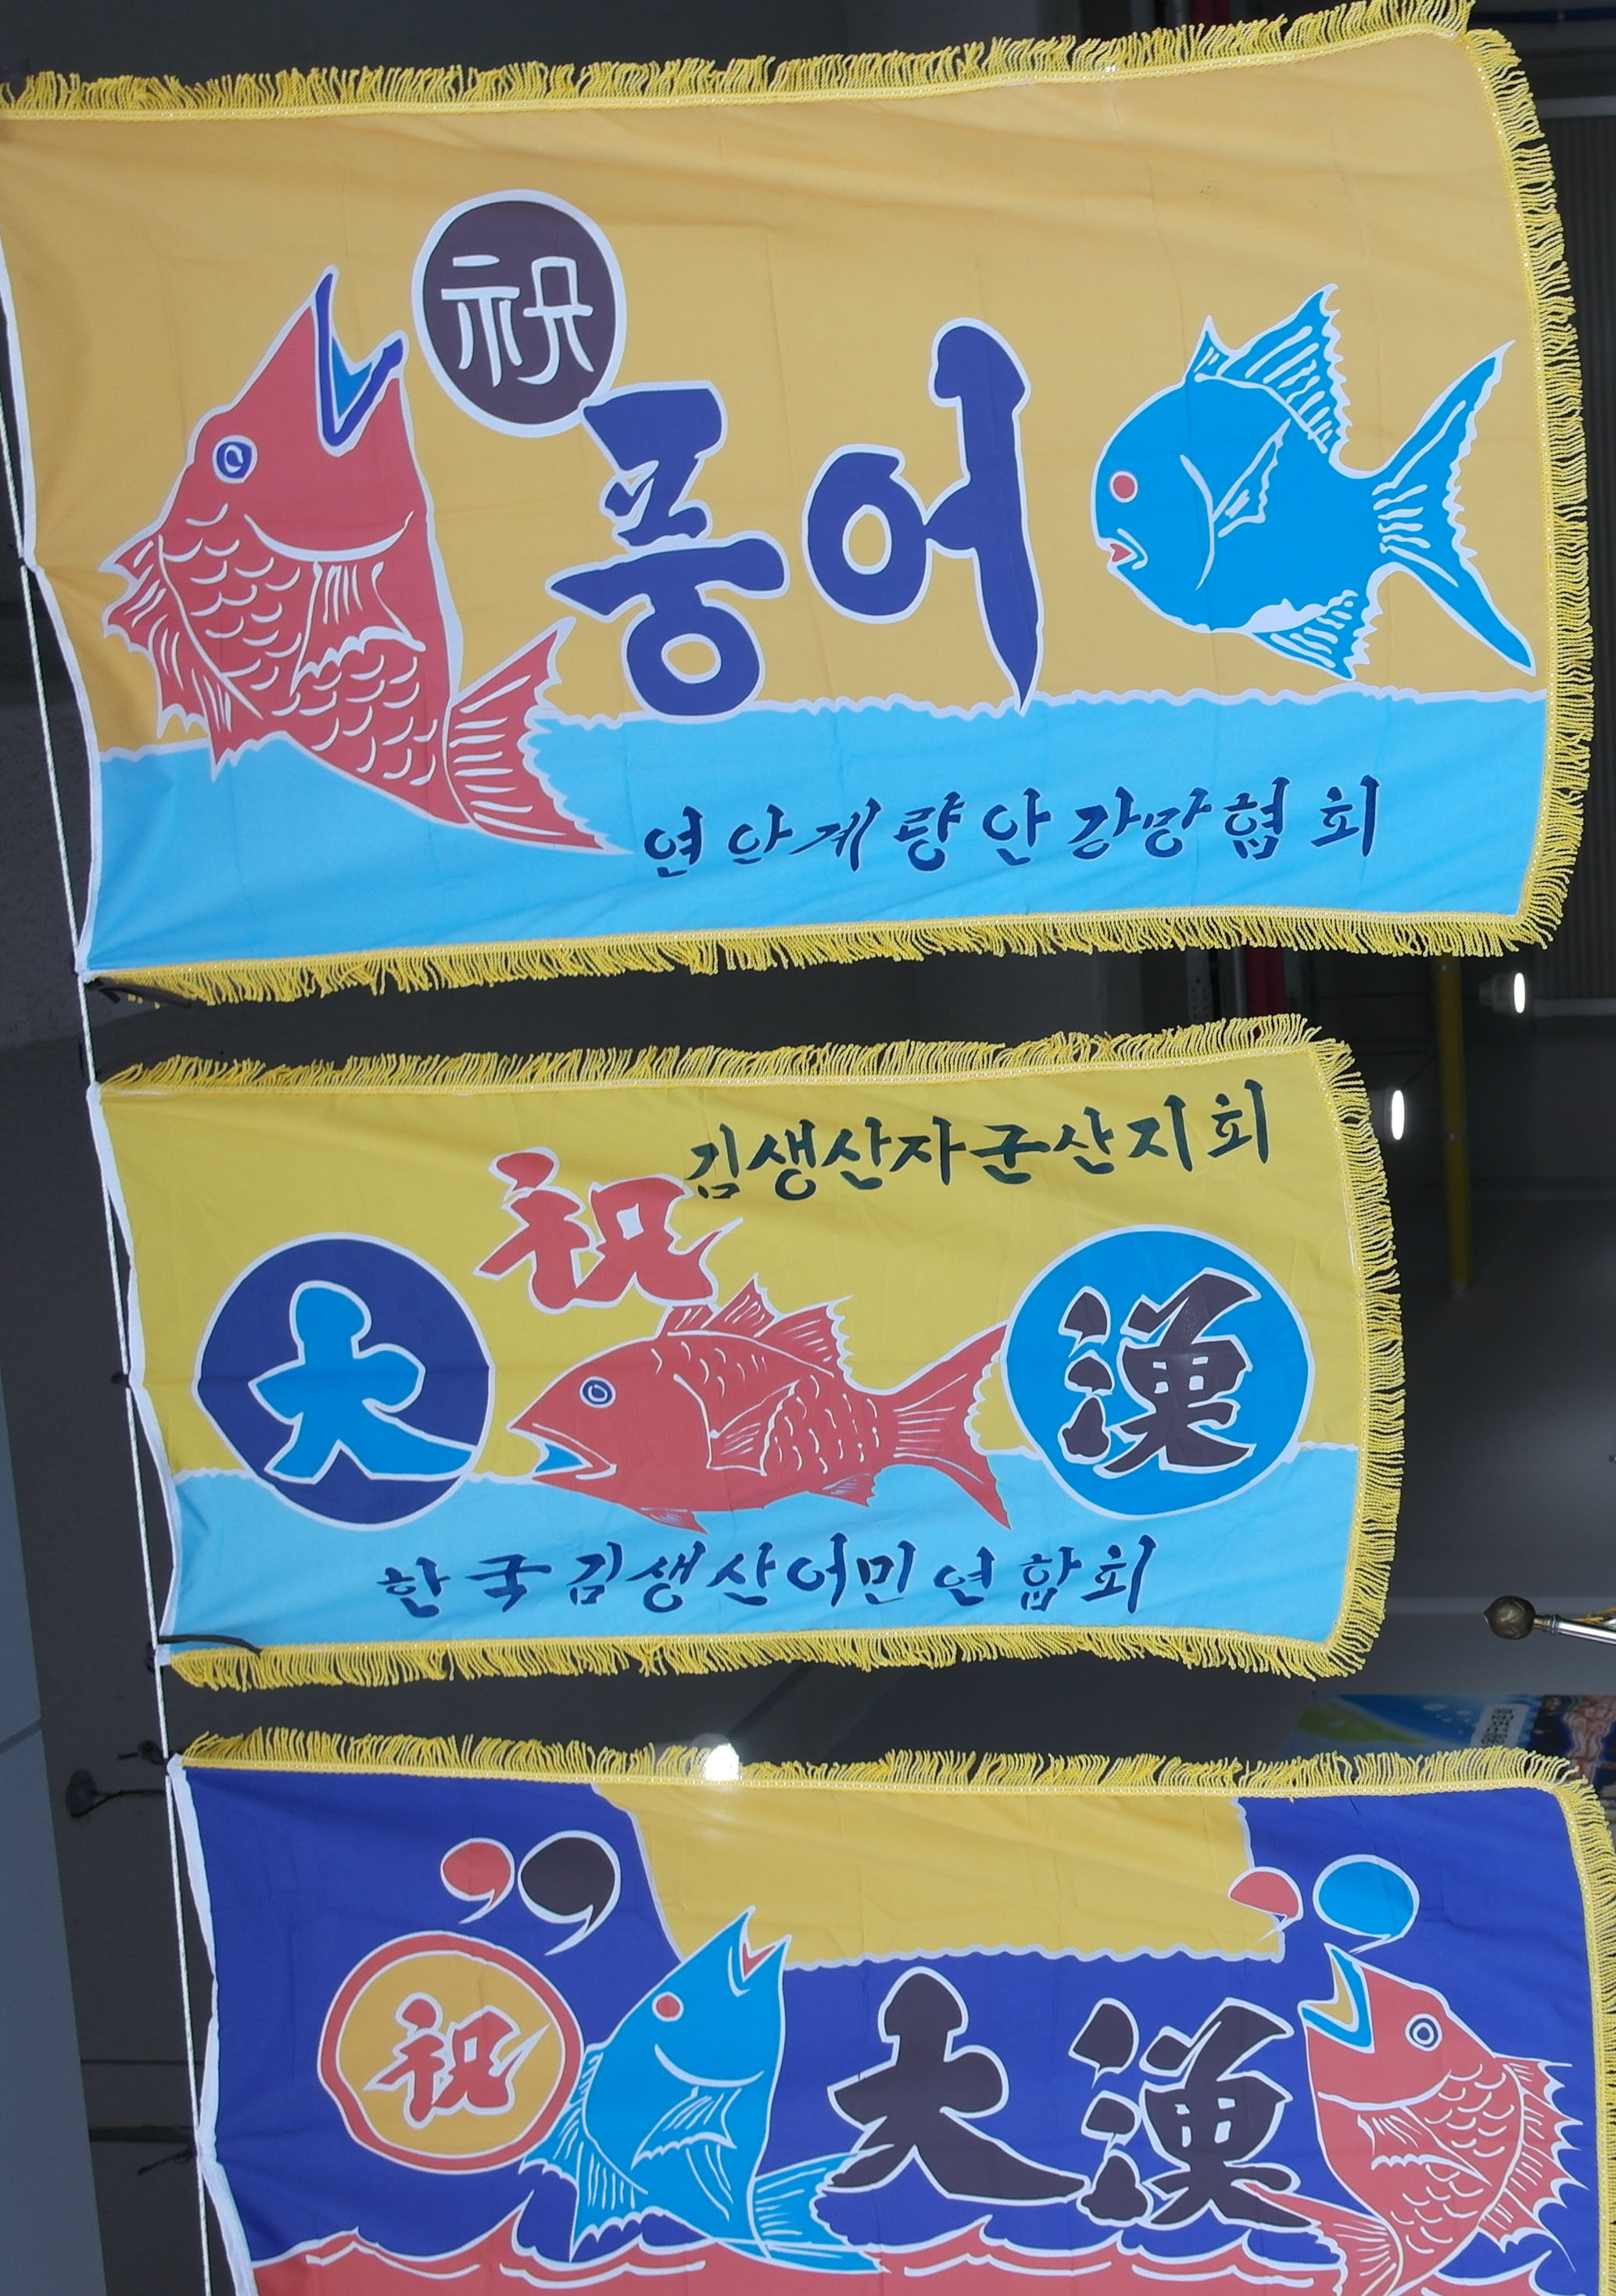 祝
풍어
연안개량안강망협회
김생산자군산지회
祝
大漁
한국김생산어민연합회
祝
大漁